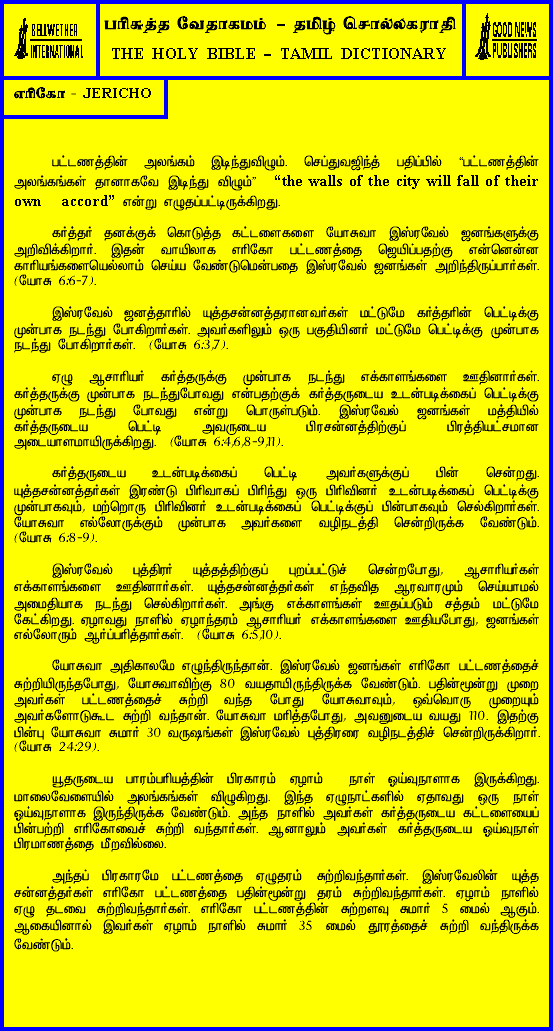 BELLWETHER
INTERNATIONAL
பரிசுத்த வேதாகமம் – தமிழ் சொல்லகராதி
THE HOLY BIBLE – TAMIL DICTIONARY
GOOD NEWS
PUBLISHERS
எரிகோ - JERICHO
பட்டணத்தின் அலங்கம் இடிந்துவிழும். செப்துவஜிந்த் பதிப்பில் “பட்டணத்தின்
அலங்கங்கள் தானாகவே இடிந்து விழும்” “the walls of the city will fall of their
own accord” என்று எழுதப்பட்டிருக்கிறது.
கர்த்தர் தனக்குக் கொடுத்த கட்டளைகளை யோசுவா இஸ்ரவேல் ஜனங்களுக்கு
அறிவிக்கிறார். இதன் வாயிலாக எரிகோ பட்டணத்தை ஜெயிப்பதற்கு என்னென்ன
காரியங்களையெல்லாம் செய்ய வேண்டுமென்பதை இஸ்ரவேல் ஜனங்கள் அறிந்திருப்பார்கள்.
(யோசு 6:6-7).
இஸ்ரவேல் ஜனத்தாரில் யுத்தசன்னத்தரானவர்கள் மட்டுமே கர்த்தரின் பெட்டிக்கு
முன்பாக நடந்து போகிறார்கள். அவர்களிலும் ஒரு பகுதியினர் மட்டுமே பெட்டிக்கு முன்பாக
நடந்து போகிறார்கள். (யோசு 6:3,7).
ஏழு ஆசாரியர் கர்த்தருக்கு முன்பாக நடந்து எக்காளங்களை ஊதினார்கள்.
கர்த்தருக்கு முன்பாக நடந்துபோவது என்பதற்குக் கர்த்தருடைய உடன்படிக்கைப் பெட்டிக்கு
முன்பாக நடந்து போவது என்று பொருள்படும். இஸ்ரவேல் ஜனங்கள் மத்தியில்
கர்த்தருடைய பெட்டி அவருடைய பிரசன்னத்திற்குப் பிரத்தியட்சமான
அடையாளமாயிருக்கிறது. (யோசு 6:4,6,8-9,11).
கர்த்தருடைய உடன்படிக்கைப் பெட்டி அவர்களுக்குப் பின் சென்றது.
யுத்தசன்னத்தர்கள் இரண்டு பிரிவாகப் பிரிந்து ஒரு பிரிவினர் உடன்படிக்கைப் பெட்டிக்கு
முன்பாகவும், மற்றொரு பிரிவினர் உடன்படிக்கைப் பெட்டிக்குப் பின்பாகவும் செல்கிறார்கள்.
யோசுவா எல்லோருக்கும் முன்பாக அவர்களை வழிநடத்தி சென்றிருக்க வேண்டும்.
(யோசு 6:8-9).
இஸ்ரவேல் புத்திரர் யுத்தத்திற்குப் புறப்பட்டுச் சென்றபோது, ஆசாரியர்கள்
எக்காளங்களை ஊதினார்கள். யுத்தசன்னத்தர்கள் எந்தவித ஆரவாரமும் செய்யாமல்
அமைதியாக நடந்து செல்கிறார்கள். அங்கு எக்காளங்கள் ஊதப்படும் சத்தம் மட்டுமே
கேட்கிறது. ஏழாவது நாளில் ஏழாந்தரம் ஆசாரியர் எக்காளங்களை ஊதியபோது, ஜனங்கள்
எல்லோரும் ஆர்ப்பரித்தார்கள். (யோசு 6:5,10).
யோசுவா அதிகாலமே எழுந்திருந்தான். இஸ்ரவேல் ஜனங்கள் எரிகோ பட்டணத்தைச்
சுற்றியிருந்தபோது, யோசுவாவிற்கு 80 வயதாயிருந்திருக்க வேண்டும். பதின்மூன்று முறை
அவர்கள் பட்டணத்தைச் சுற்றி வந்த போது யோசுவாவும், ஒவ்வொரு முறையும்
அவர்களோடுகூட சுற்றி வந்தான். யோசுவா மரித்தபோது, அவனுடைய வயது 110. இதற்கு
பின்பு யோசுவா சுமார் 30 வருஷங்கள் இஸ்ரவேல் புத்திரரை வழிநடத்திச் சென்றிருக்கிறார்.
(யோசு 24:29).
யூதருடைய பாரம்பரியத்தின் பிரகாரம் ஏழாம் நாள் ஓய்வுநாளாக இருக்கிறது.
மாலைவேளையில் அலங்கங்கள் விழுகிறது. இந்த ஏழுநாட்களில் ஏதாவது ஒரு நாள்
ஓய்வுநாளாக இருந்திருக்க வேண்டும். அந்த நாளில் அவர்கள் கர்த்தருடைய கட்டளையைப்
பின்பற்றி எரிகோவைச் சுற்றி வந்தார்கள். ஆனாலும் அவர்கள் கர்த்தருடைய ஓய்வுநாள்
பிரமாணத்தை மீறவில்லை.
அந்தப் பிரகாரமே பட்டணத்தை ஏழுதரம் சுற்றிவந்தார்கள். இஸ்ரவேலின் யுத்த
சன்னத்தர்கள் எரிகோ பட்டணத்தை பதின்மூன்று தரம் சுற்றிவந்தார்கள். ஏழாம் நாளில்
ஏழு தடவை சுற்றிவந்தார்கள். எரிகோ பட்டணத்தின் சுற்றளவு சுமார் 5 மைல் ஆகும்.
ஆகையினால் இவர்கள் ஏழாம் நாளில் சுமார் 35 மைல் தூரத்தைச் சுற்றி வந்திருக்க
வேண்டும்.